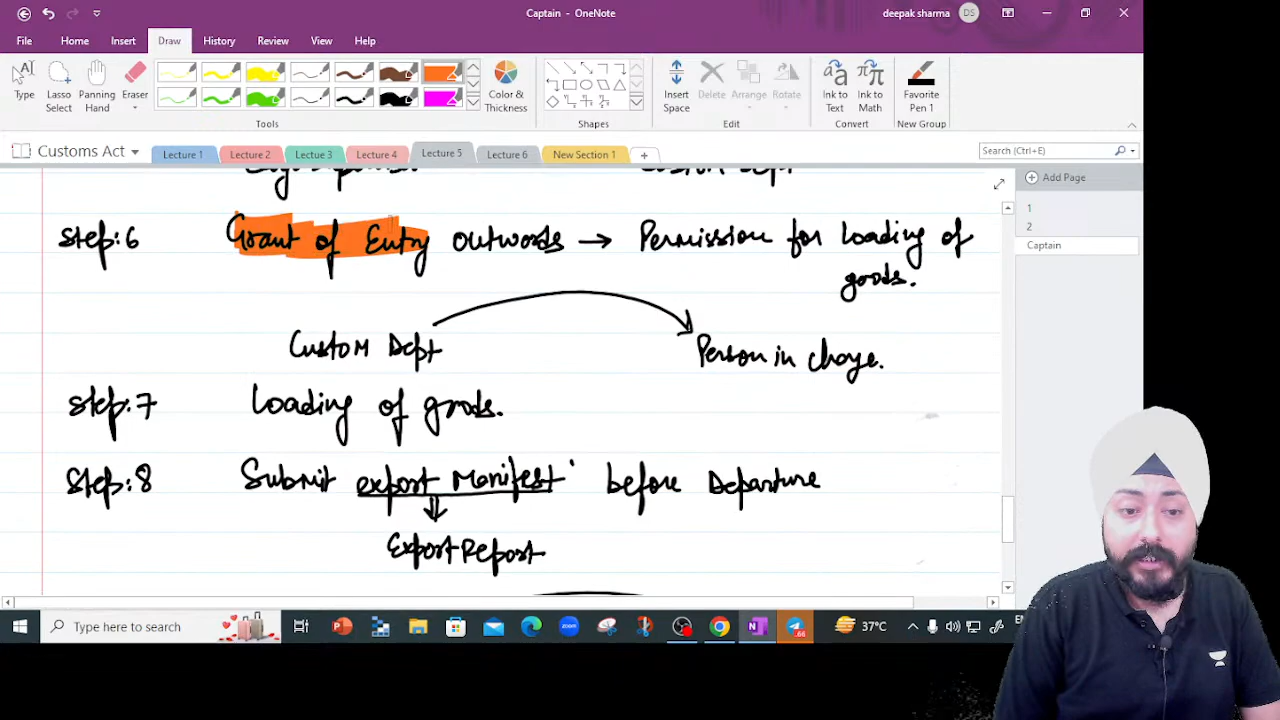 Captain - OneNote
deepak sharma DS
File Home Insert Draw History Review View Help
Type Lasso Select Panning Hand Eraser Color & Thickness Insert Space Delete Arrange Rotate Ink to Text Ink to Math Favorite Pen 1
Tools Shapes Edit Convert New Group
Customs Act Lecture 1 Lecture 2 Lectue 3 Lecture 4 Lecture 5 Lecture 6 New Section 1 + Search (Ctrl+E)
Add Page
1
2
Captain
Step:6 Grant of Entry outwords → Permission for loading of
goods.
Custom Dept Person in charge.
Step:7 Loading of goods.
Step:8 Submit export Manifest before Departure
Export Report
Type here to search 66 37°C